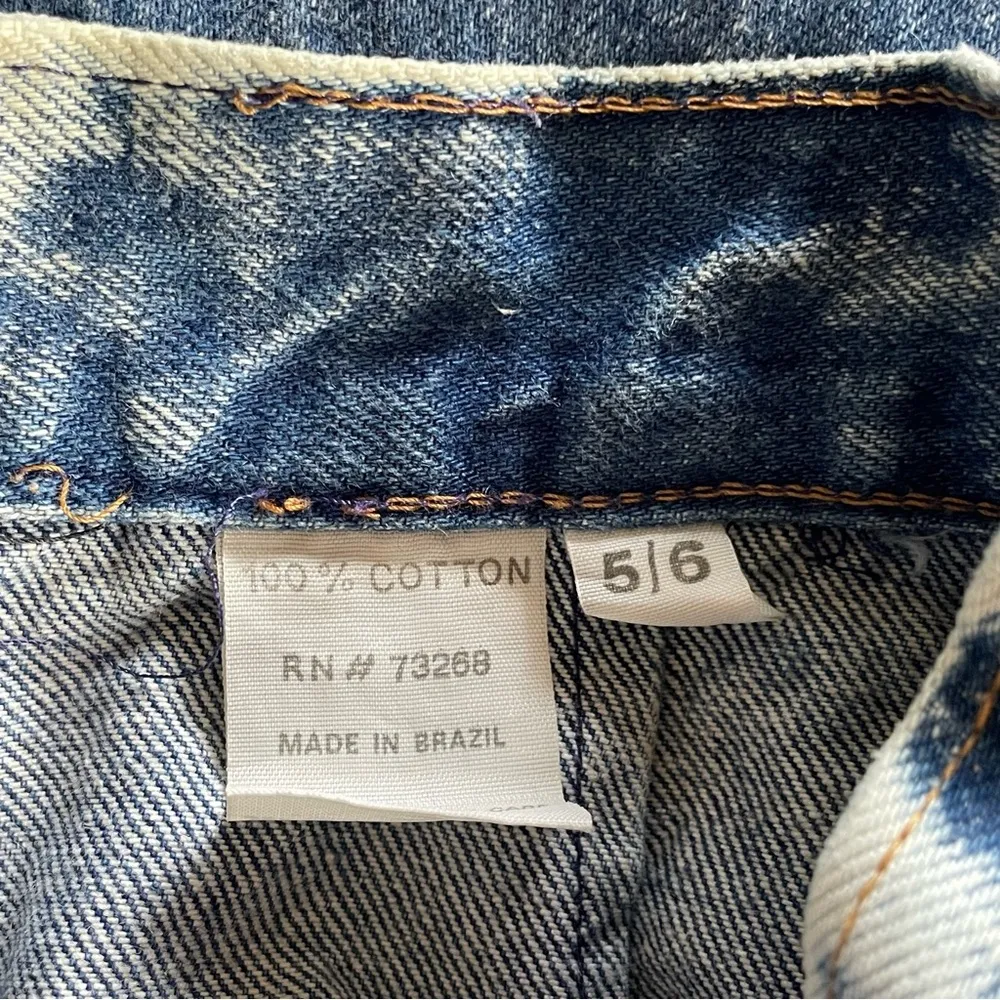 100% COTTON
RN # 73268
MADE IN BRAZIL
5/6